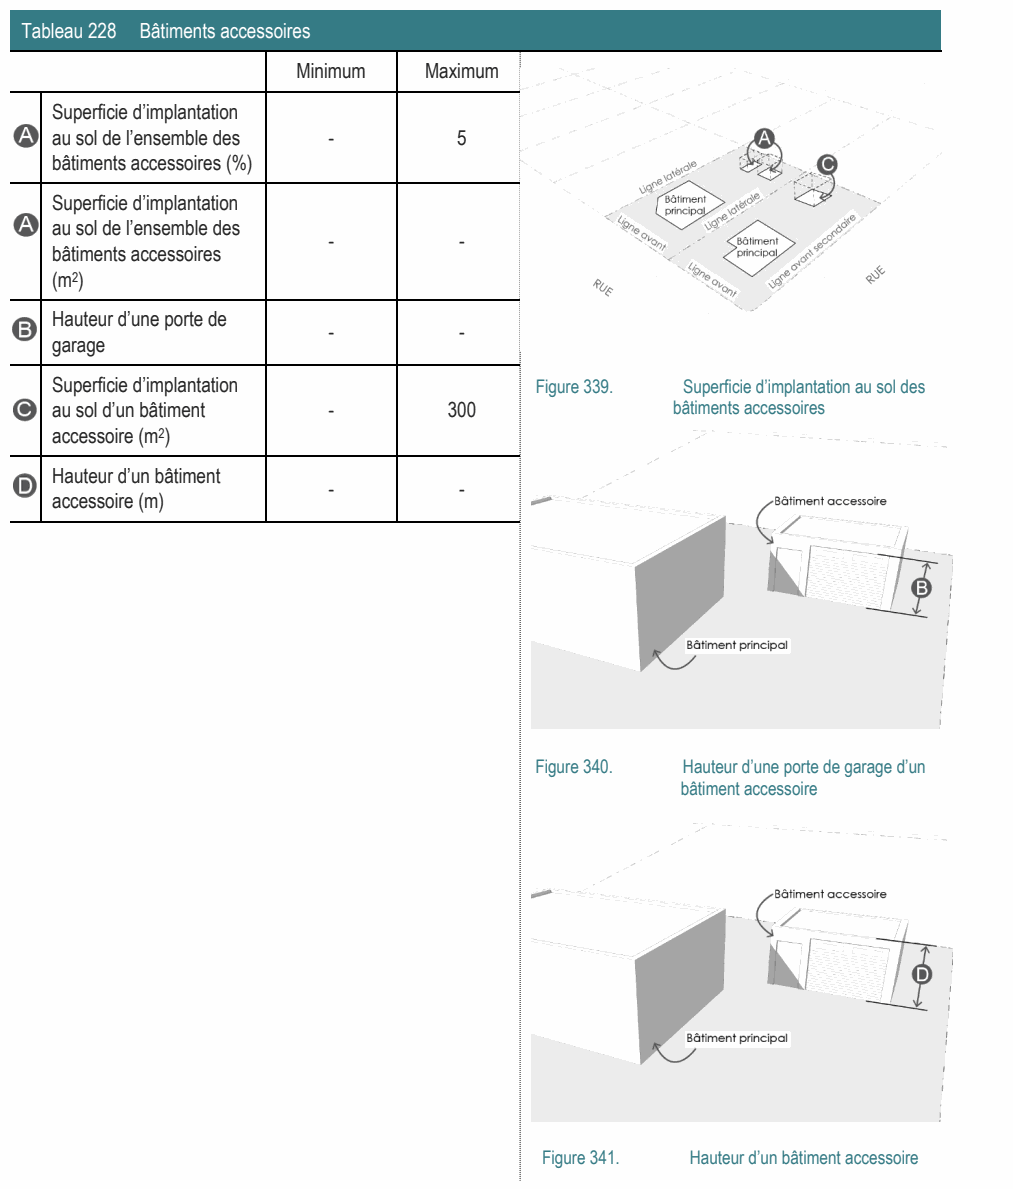 Tableau 228 Bâtiments accessoires
Minimum Maximum
A Superficie d’implantation
au sol de l’ensemble des
bâtiments accessoires (%)
- 5
A Superficie d’implantation
au sol de l’ensemble des
bâtiments accessoires
(m2)
- -
B Hauteur d’une porte de
garage
- -
C Superficie d’implantation
au sol d’un bâtiment
accessoire (m2)
- 300
D Hauteur d’un bâtiment
accessoire (m)
- -
A
C
Ligne latérale
Bâtiment
principal
Ligne latérale
Ligne avant
Bâtiment
principal
Ligne avant secondaire
Ligne avant
RUE
RUE
Figure 339. Superficie d’implantation au sol des
bâtiments accessoires
Bâtiment accessoire
B
Bâtiment principal
Figure 340. Hauteur d’une porte de garage d’un
bâtiment accessoire
Bâtiment accessoire
D
Bâtiment principal
Figure 341. Hauteur d’un bâtiment accessoire